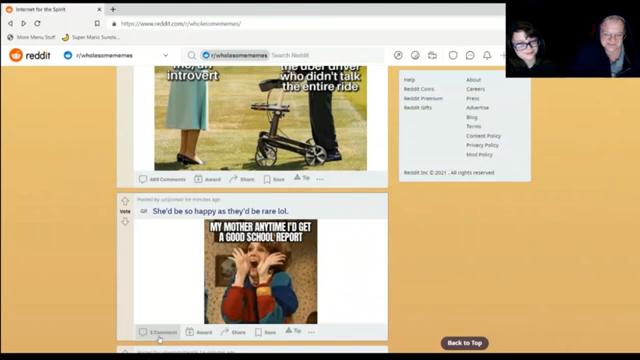 Internet for the Spirit
https://www.reddit.com/r/wholesomememes/
More Menu Stuff
reddit
r/wholesomememes
r/wholesomememes
Search Reddit
introvert
the uber driver
who didn't talk
the entire ride
Comments
Award
Share
Save
Tip
Help
Reddit Coins
Reddit Premium
Reddit Gifts
About
Careers
Press
Advertise
Blog
Terms
Content Policy
Privacy Policy
Mod Policy
Reddit Inc © 2021 . All rights reserved
minutes ago
Vote
GIF
She'd be so happy as they'd be rare lol.
MY MOTHER ANYTIME I'D GET
A GOOD SCHOOL REPORT
Comment
Award
Share
Save
Tip
Back to Top